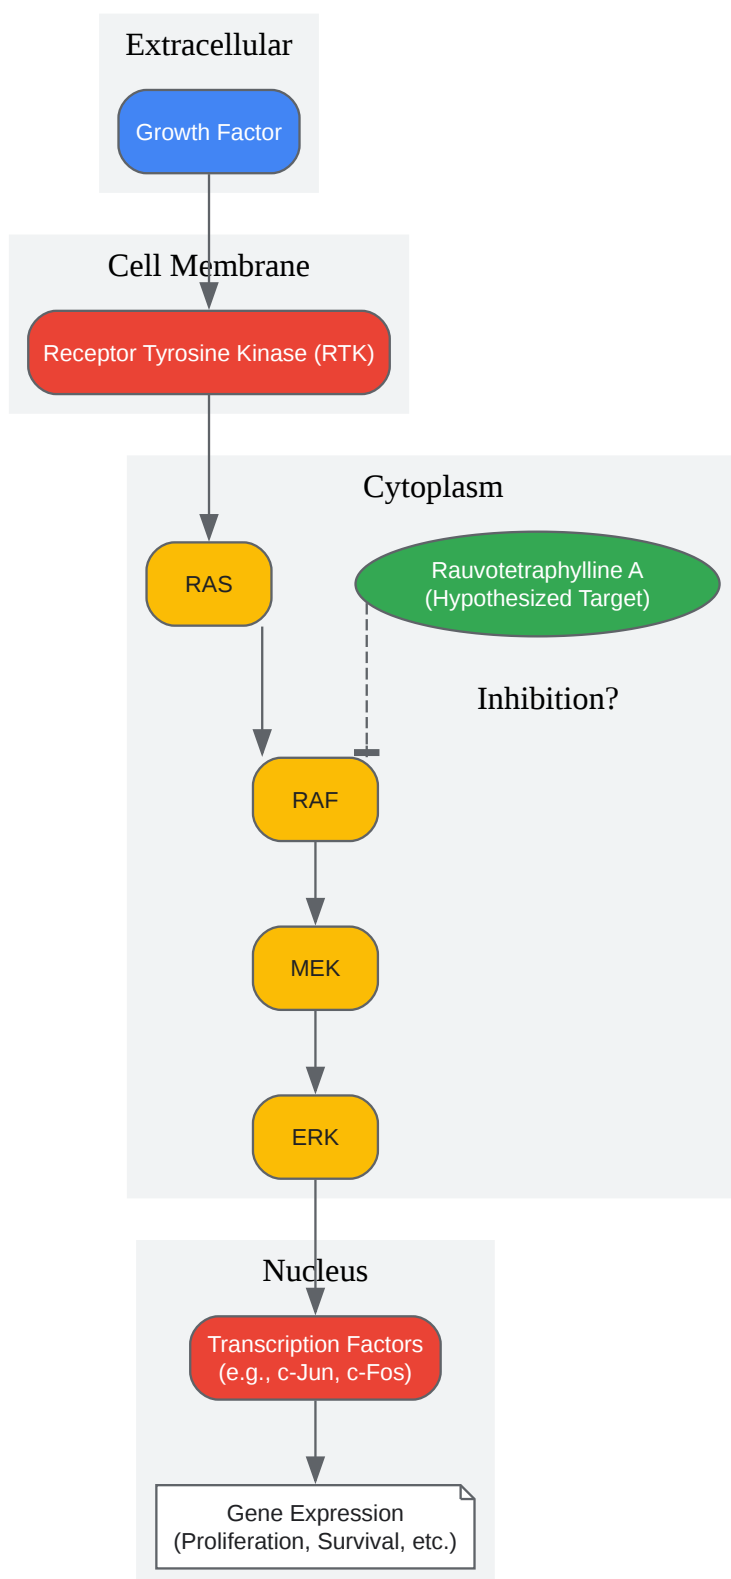 Extracellular
Growth Factor
Cell Membrane
Receptor Tyrosine Kinase (RTK)
Cytoplasm
RAS
Rauvotetraphylline A
(Hypothesized Target)
Inhibition?
RAF
MEK
ERK
Nucleus
Transcription Factors
(e.g., c-Jun, c-Fos)
Gene Expression
(Proliferation, Survival, etc.)